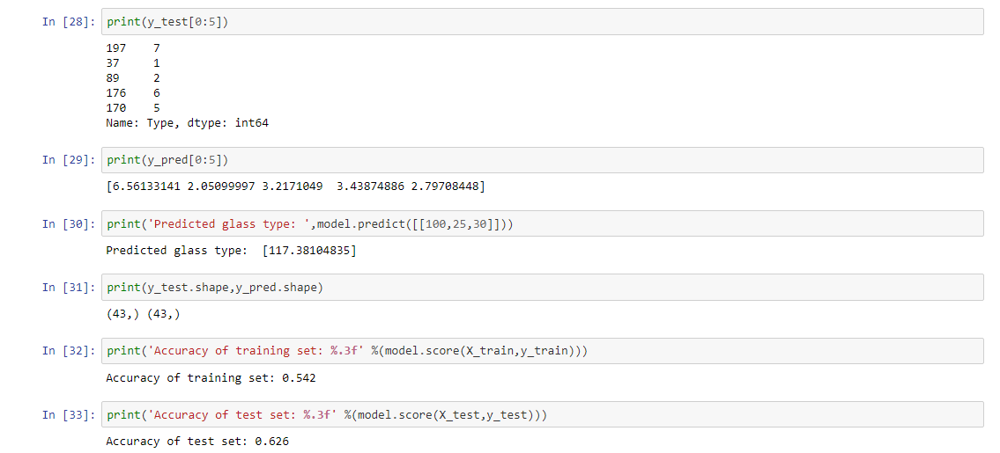 In [28]: print(y_test[0:5])
197 7
37 1
89 2
176 6
170 5
Name: Type, dtype: int64
In [29]: print(y_pred[0:5])
[6.56133141 2.05099997 3.2171049  3.43874886 2.79708448]
In [30]: print('Predicted glass type: ',model.predict([[100,25,30]]))
Predicted glass type:  [117.38104835]
In [31]: print(y_test.shape,y_pred.shape)
(43,) (43,)
In [32]: print('Accuracy of training set: %.3f' %(model.score(X_train,y_train)))
Accuracy of training set: 0.542
In [33]: print('Accuracy of test set: %.3f' %(model.score(X_test,y_test)))
Accuracy of test set: 0.626